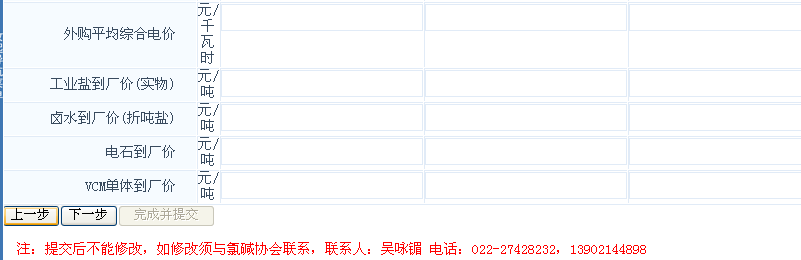 外购平均综合电价 元/千瓦时
工业盐到厂价(实物) 元/吨
卤水到厂价(折吨盐) 元/吨
电石到厂价 元/吨
VCM单体到厂价 元/吨
上一步 下一步 完成并提交
注：提交后不能修改，如修改须与氯碱协会联系，联系人：吴咏镅 电话：022-27428232，13902144898